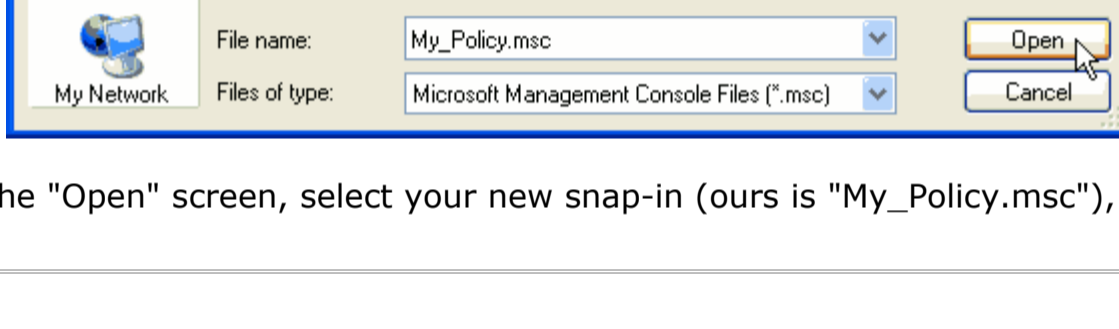 File name: My_Policy.msc Open
My Network Files of type: Microsoft Management Console Files (*.msc) Cancel
he "Open" screen, select your new snap-in (ours is "My_Policy.msc"),